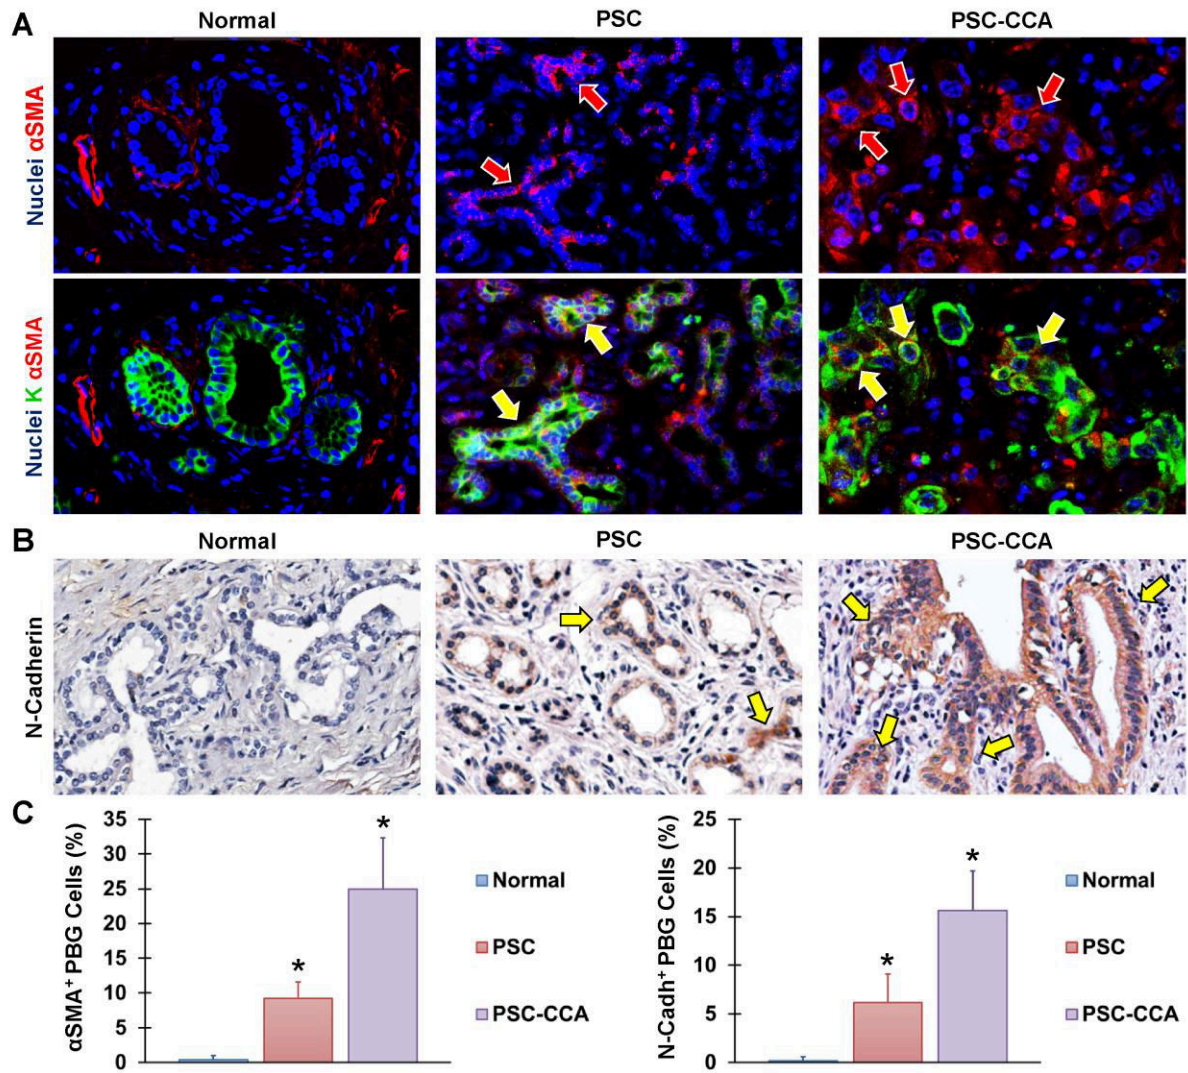 A
Normal
PSC
PSC-CCA
Nuclei αSMA
Nuclei K αSMA
B
Normal
PSC
PSC-CCA
N-Cadherin
C
αSMA⁺ PBG Cells (%)
35
30
25
20
15
10
5
0
*
*
Normal
PSC
PSC-CCA
N-Cadh⁺ PBG Cells (%)
25
20
15
10
5
0
*
*
Normal
PSC
PSC-CCA